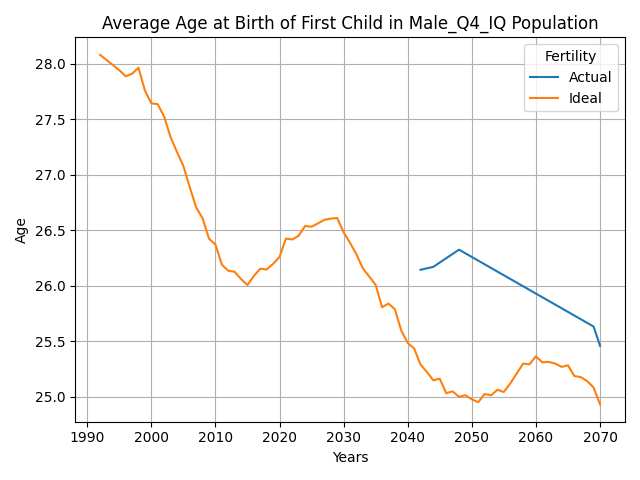 Average Age at Birth of First Child in Male_Q4_IQ Population
Fertility
Actual
Ideal
Age
28.0
27.5
27.0
26.5
26.0
25.5
25.0
1990 2000 2010 2020 2030 2040 2050 2060 2070
Years